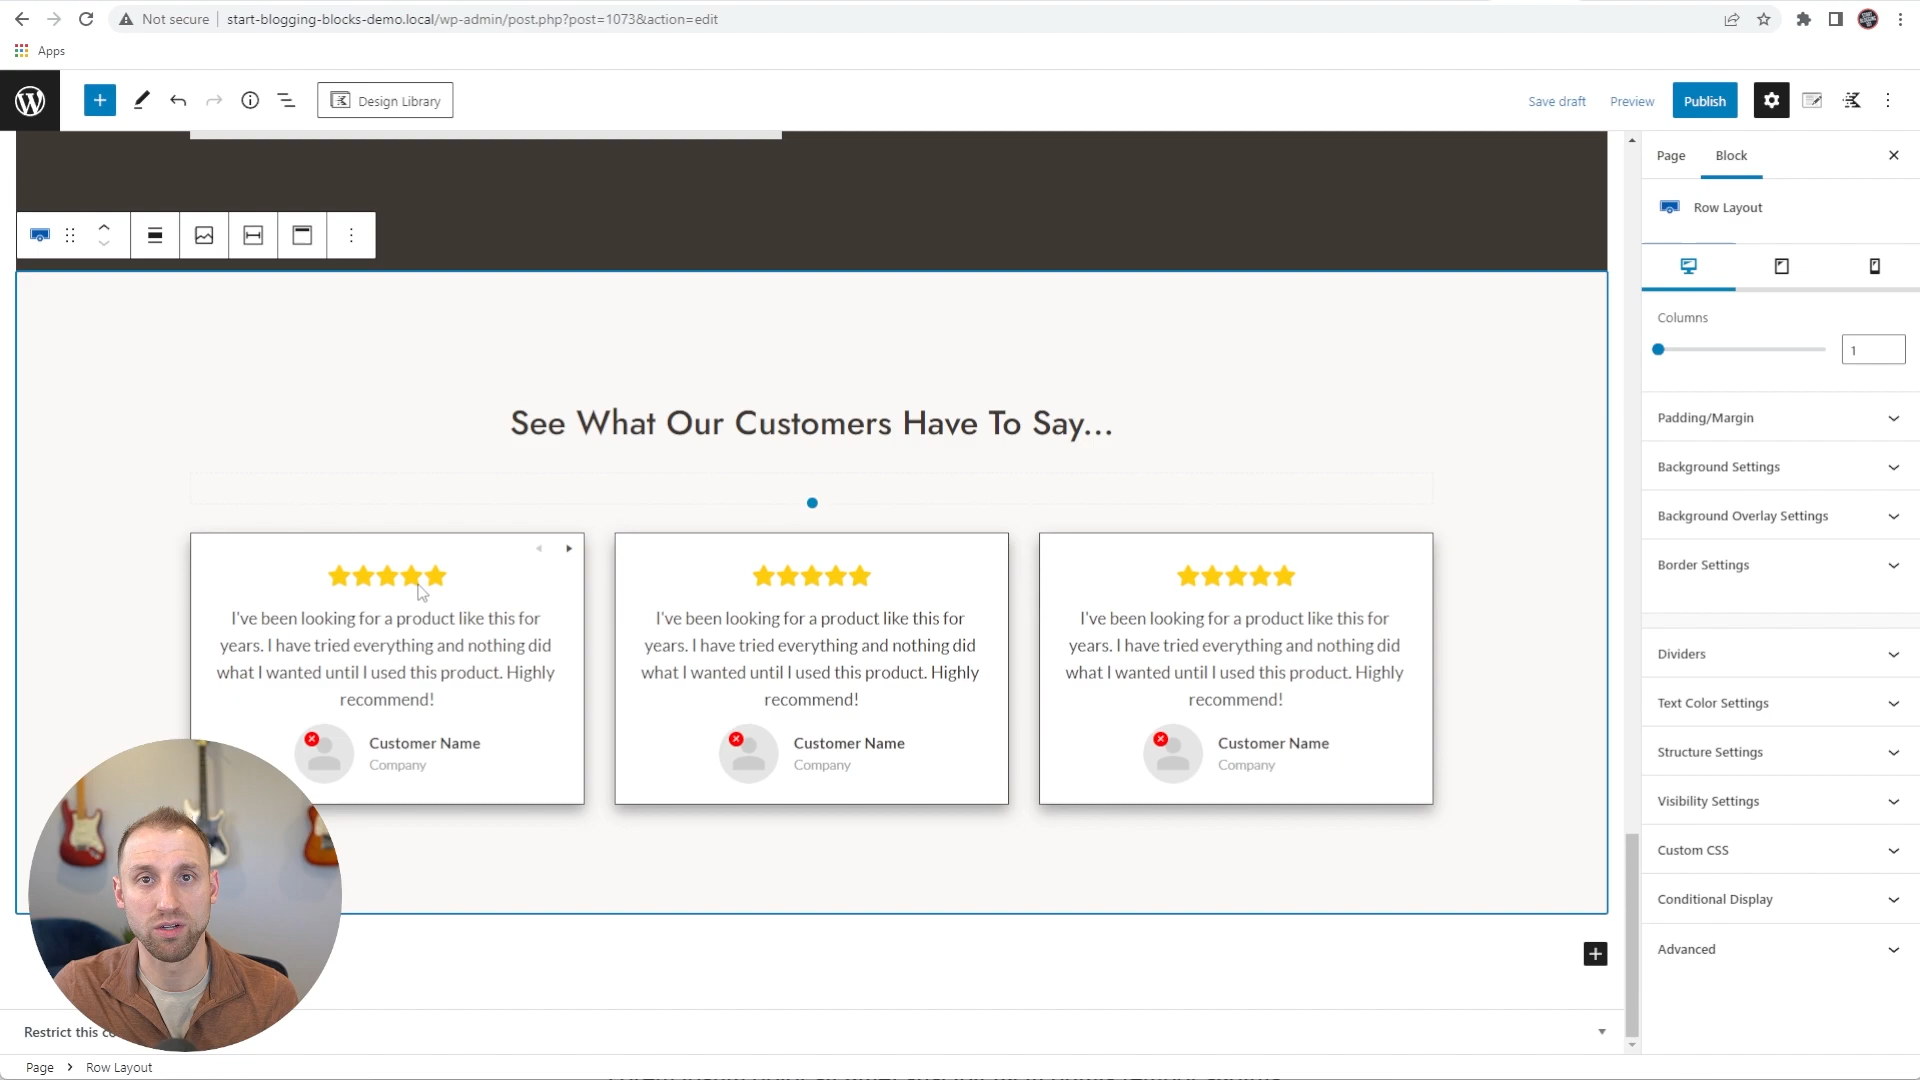 Not secure
start-blogging-blocks-demo.local/wp-admin/post.php?post=1073&action=edit
Apps
Design Library
Save draft
Preview
Publish
Page
Block
Row Layout
Columns
1
Padding/Margin
Background Settings
Background Overlay Settings
Border Settings
Dividers
Text Color Settings
Structure Settings
Visibility Settings
Custom CSS
Conditional Display
Advanced
See What Our Customers Have To Say...
I've been looking for a product like this for
years. I have tried everything and nothing did
what I wanted until I used this product. Highly
recommend!
Customer Name
Company
I've been looking for a product like this for
years. I have tried everything and nothing did
what I wanted until I used this product. Highly
recommend!
Customer Name
Company
I've been looking for a product like this for
years. I have tried everything and nothing did
what I wanted until I used this product. Highly
recommend!
Customer Name
Company
Restrict this
Page
Row Layout